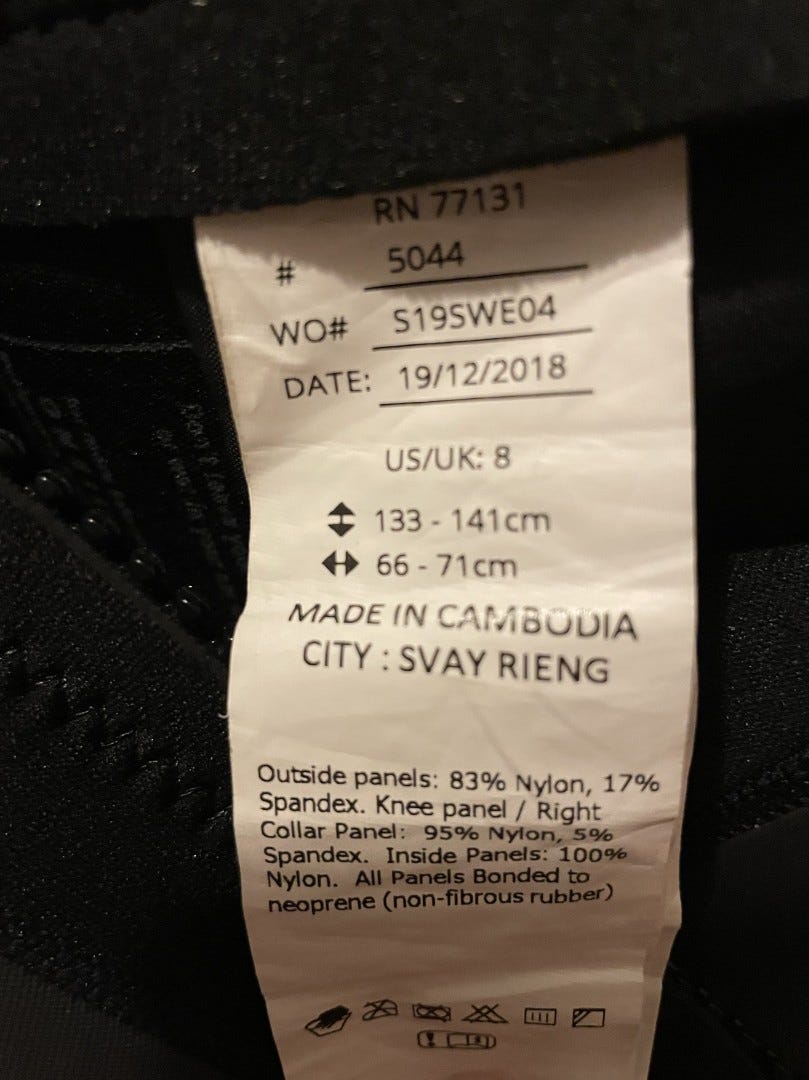 RN 77131
# 5044
WO# S19SWE04
DATE: 19/12/2018
US/UK: 8
133 - 141cm
66 - 71cm
MADE IN CAMBODIA
CITY : SVAY RIENG
Outside panels: 83% Nylon, 17%
Spandex. Knee panel / Right
Collar Panel: 95% Nylon, 5%
Spandex. Inside Panels: 100%
Nylon. All Panels Bonded to
neoprene (non-fibrous rubber)